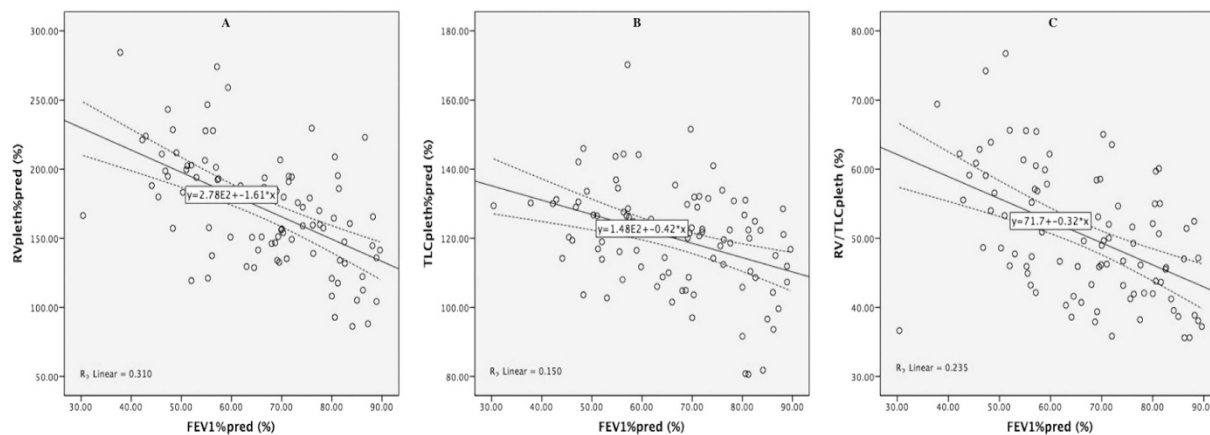 A
RVpleth%pred (%)
300.00
250.00
200.00
150.00
100.00
50.00
y=2.78E2+-1.61*x
R₂ Linear = 0.310
30.00 40.00 50.00 60.00 70.00 80.00 90.00
FEV1%pred (%)
B
TLCpleth%pred (%)
180.00
160.00
140.00
120.00
100.00
80.00
y=1.48E2+-0.42*x
R₂ Linear = 0.150
30.00 40.00 50.00 60.00 70.00 80.00 90.00
FEV1%pred (%)
C
RV/TLCpleth (%)
80.00
70.00
60.00
50.00
40.00
30.00
y=71.7+-0.32*x
R₂ Linear = 0.235
30.00 40.00 50.00 60.00 70.00 80.00 90.00
FEV1%pred (%)